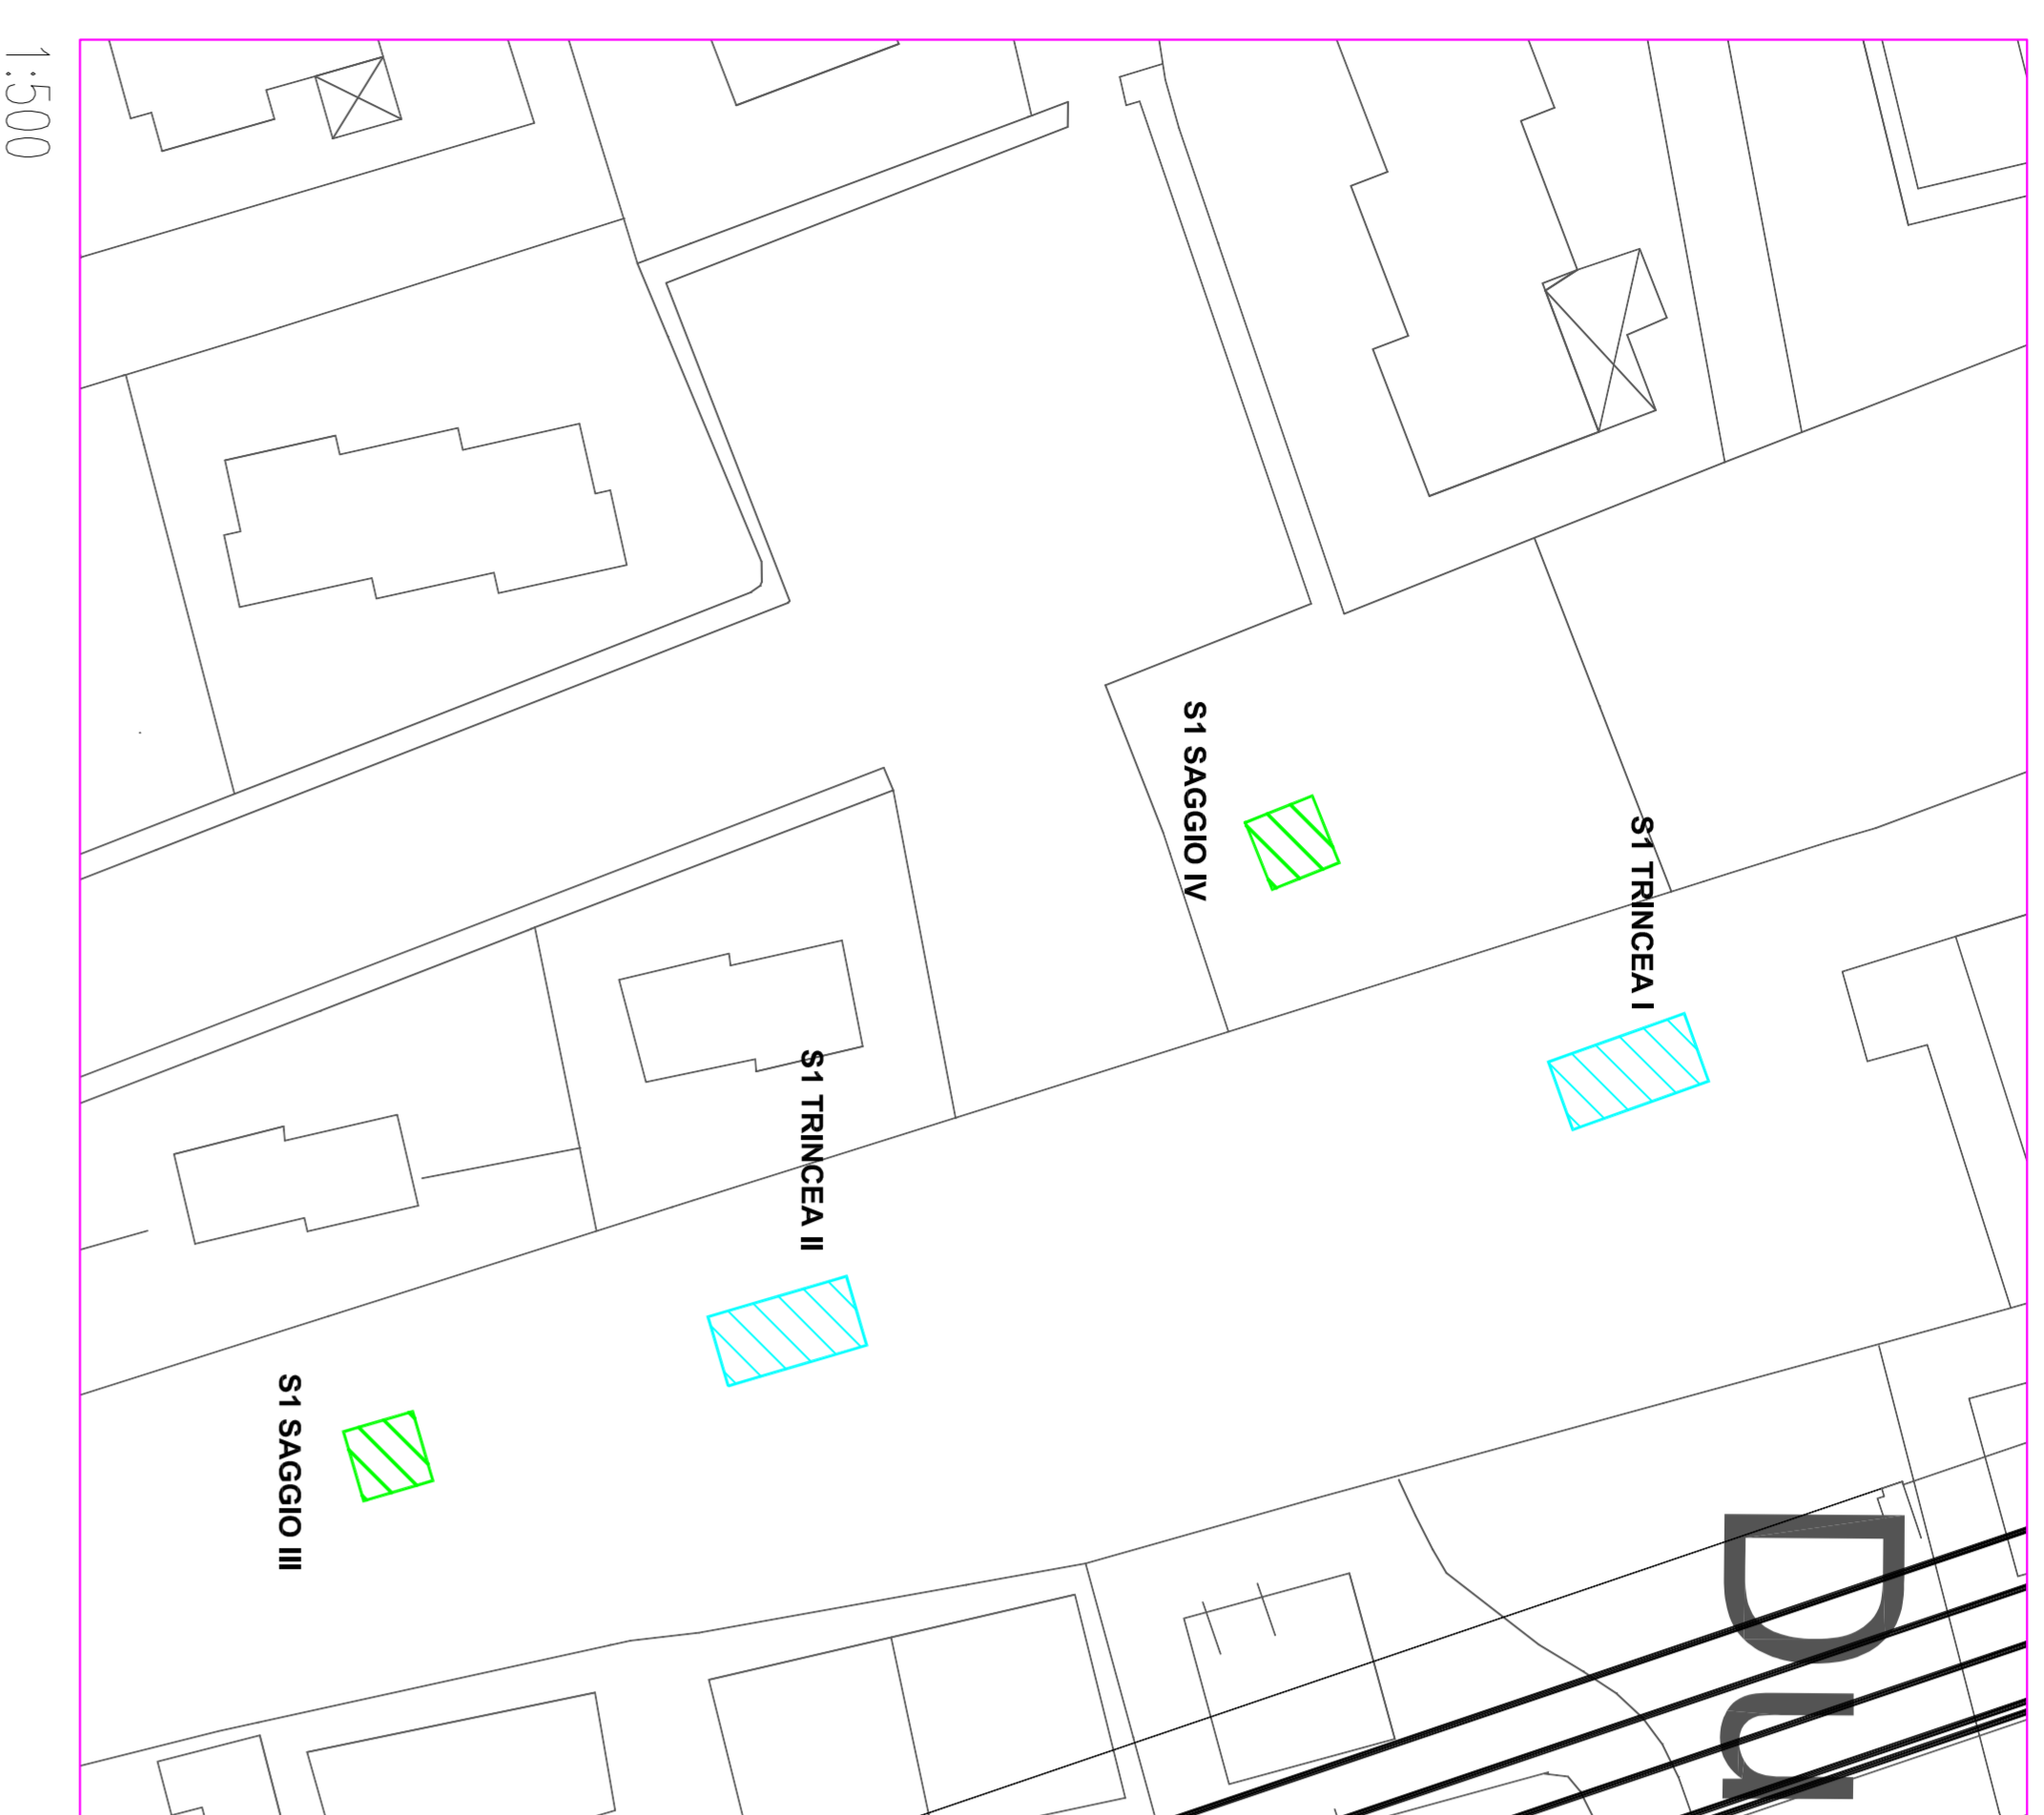 1:500
S1 TRINCEA I
S1 SAGGIO IV
S1 TRINCEA II
S1 SAGGIO III